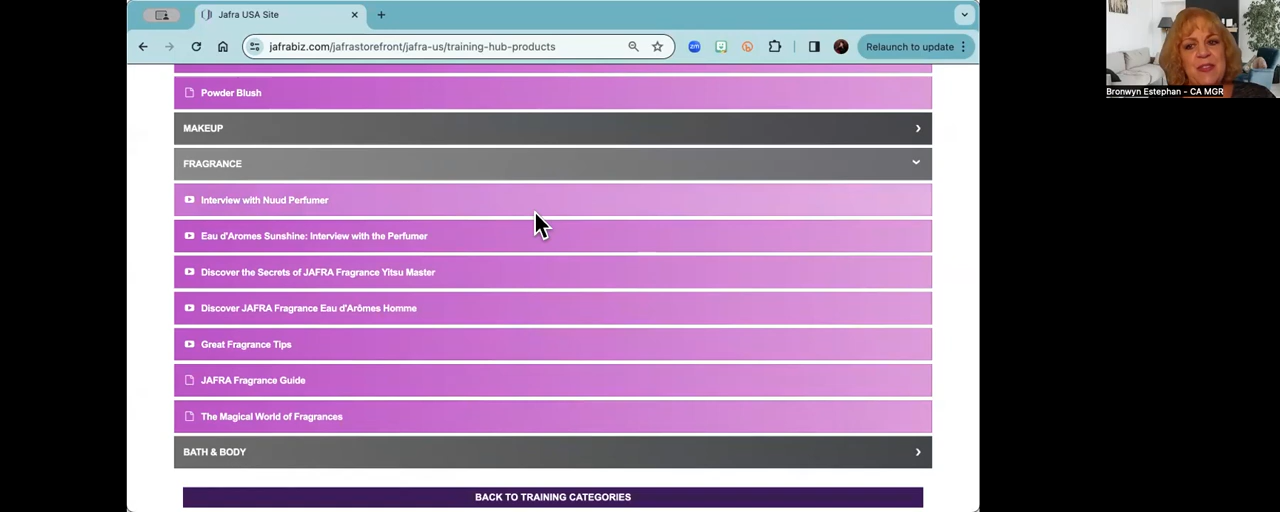 Jafra USA Site
jafrabiz.com/jafrastorefront/jafra-us/training-hub-products
Relaunch to update
Bronwyn Estephan - CA MGR
Powder Blush
MAKEUP
FRAGRANCE
Interview with Nuud Perfumer
Eau d'Aromes Sunshine: Interview with the Perfumer
Discover the Secrets of JAFRA Fragrance Yitsu Master
Discover JAFRA Fragrance Eau d'Arômes Homme
Great Fragrance Tips
JAFRA Fragrance Guide
The Magical World of Fragrances
BATH & BODY
BACK TO TRAINING CATEGORIES